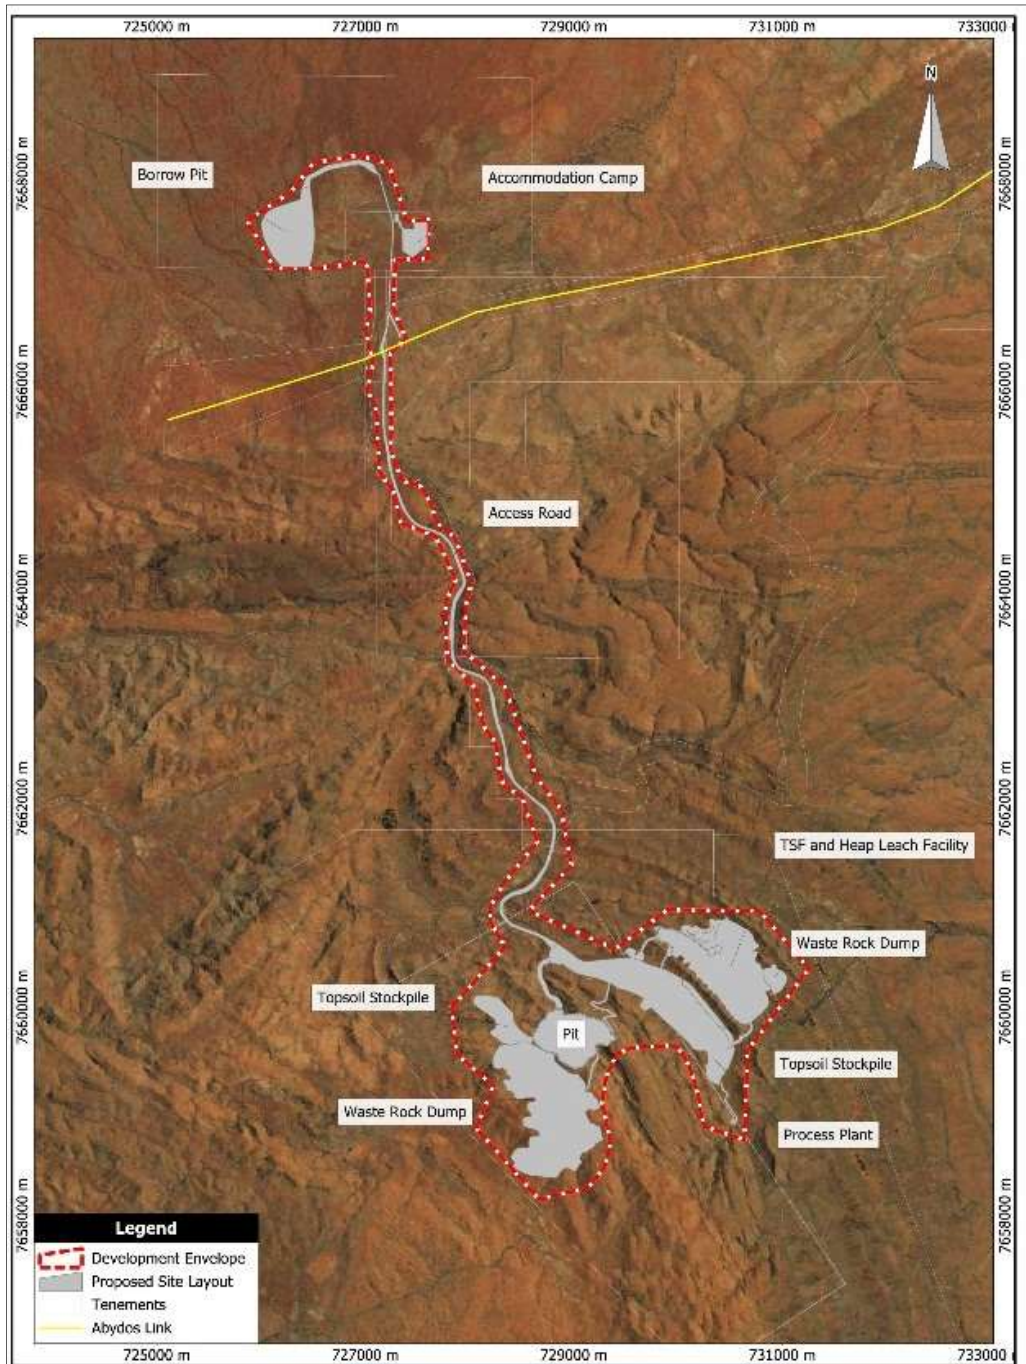 725000 m
727000 m
729000 m
731000 m
733000 m
N
7668000 m
7668000 m
Borrow Pit
Accommodation Camp
7666000 m
7666000 m
Access Road
7664000 m
7664000 m
7662000 m
7662000 m
TSF and Heap Leach Facility
Waste Rock Dump
Topsoil Stockpile
7660000 m
7660000 m
Pit
Topsoil Stockpile
Waste Rock Dump
Process Plant
7658000 m
7658000 m
Legend
Development Envelope
Proposed Site Layout
Tenements
Abydos Link
725000 m
727000 m
729000 m
731000 m
733000 m